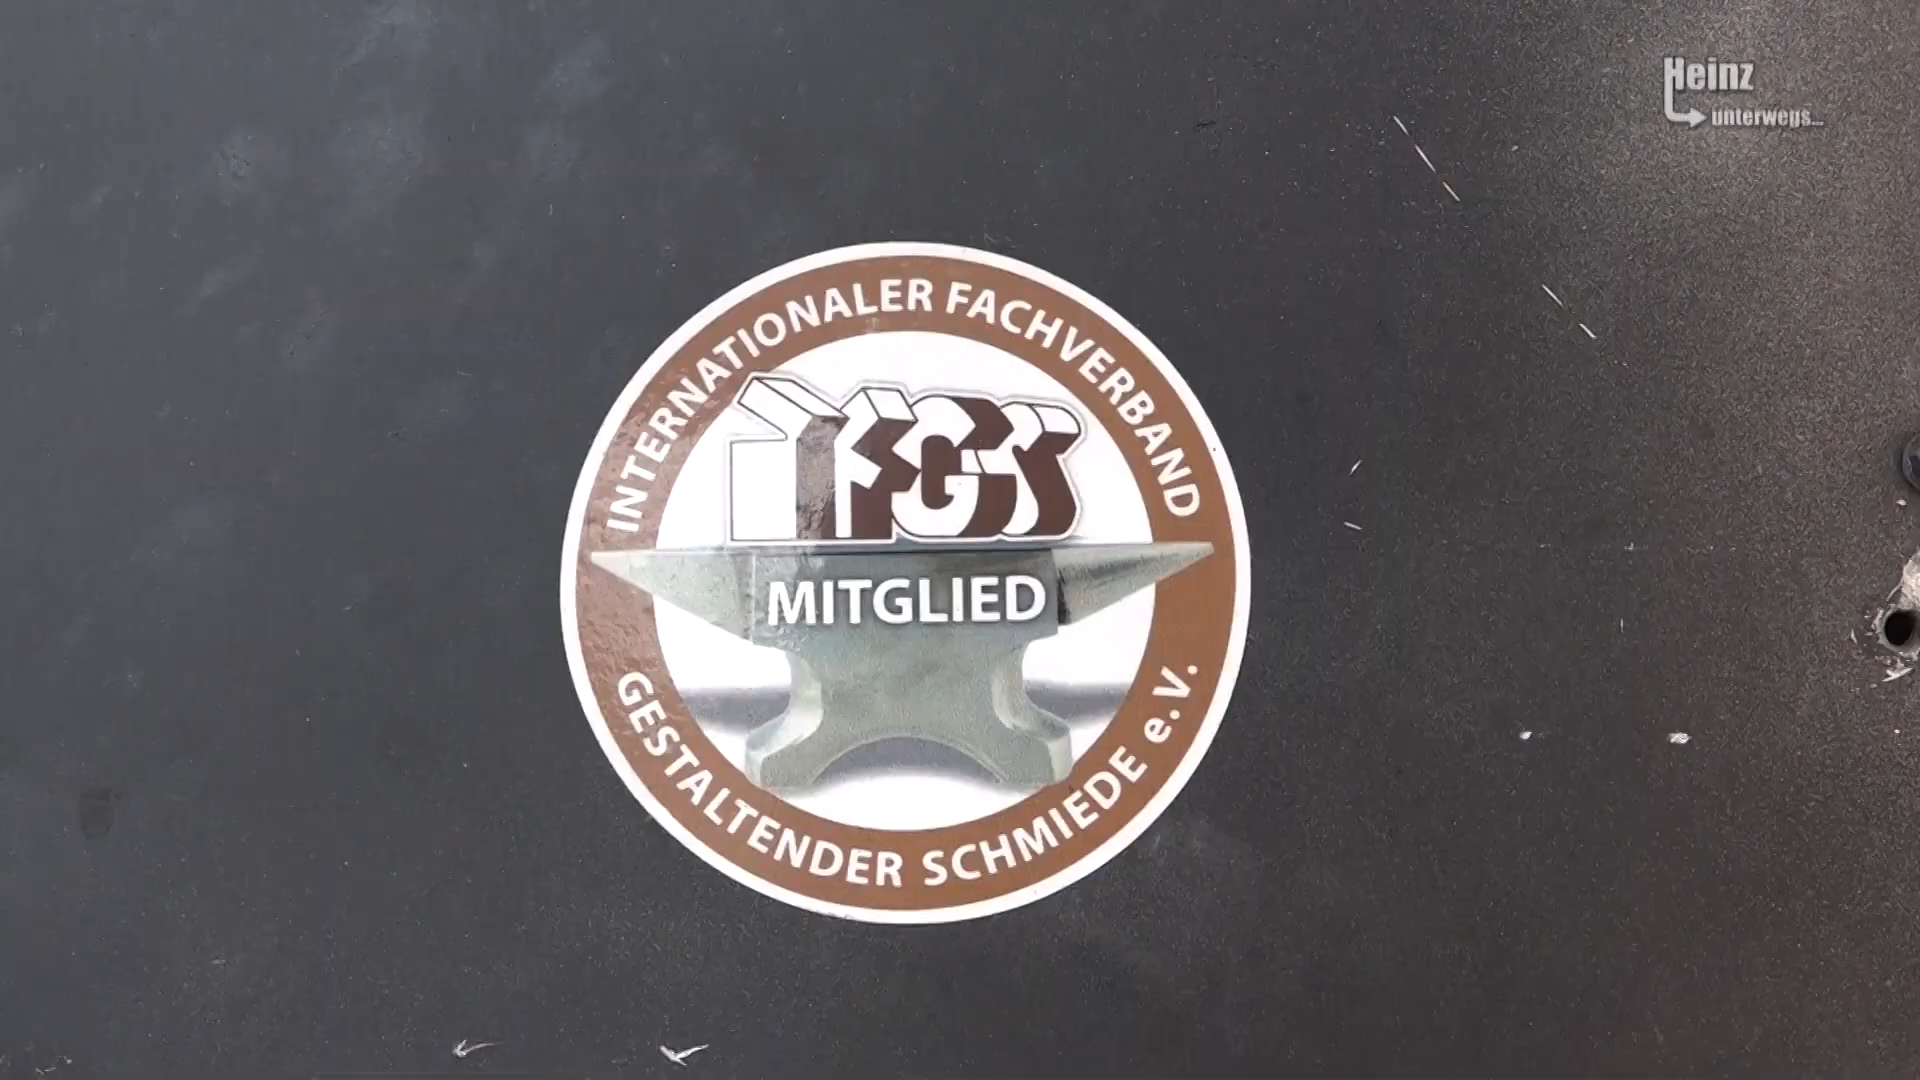 Heinz
unterwegs...
INTERNATIONALER FACHVERBAND
IFGS
MITGLIED
GESTALTENDER SCHMIEDE e.V.